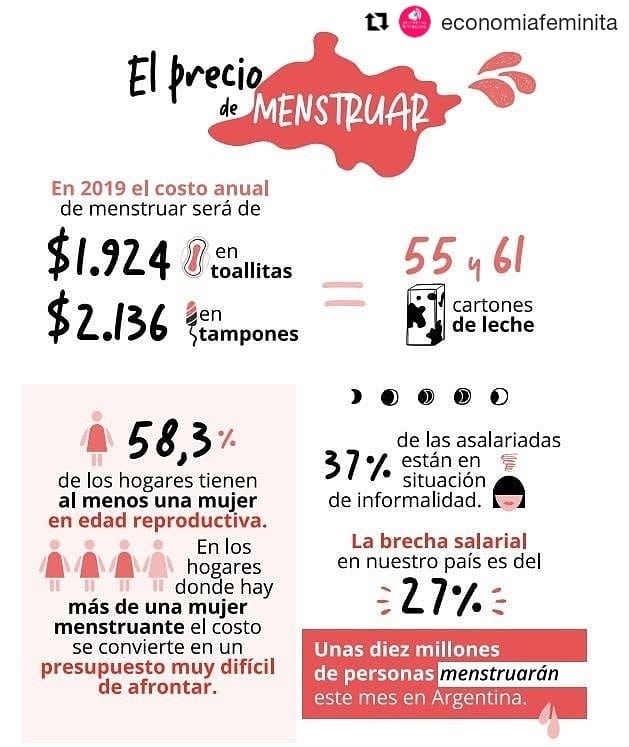 economiafeminita
El precio
de MENSTRUAR
En 2019 el costo anual
de menstruar será de
$1.924 en
toallitas
$2.136 en
tampones
=
55 y 61
cartones
de leche
58,3%
de los hogares tienen
al menos una mujer
en edad reproductiva.
En los
hogares
donde hay
más de una mujer
menstruante el costo
se convierte en un
presupuesto muy difícil
de afrontar.
37% de las asalariadas
están en
situación
de informalidad.
La brecha salarial
en nuestro país es del
27%
Unas diez millones
de personas menstruarán
este mes en Argentina.